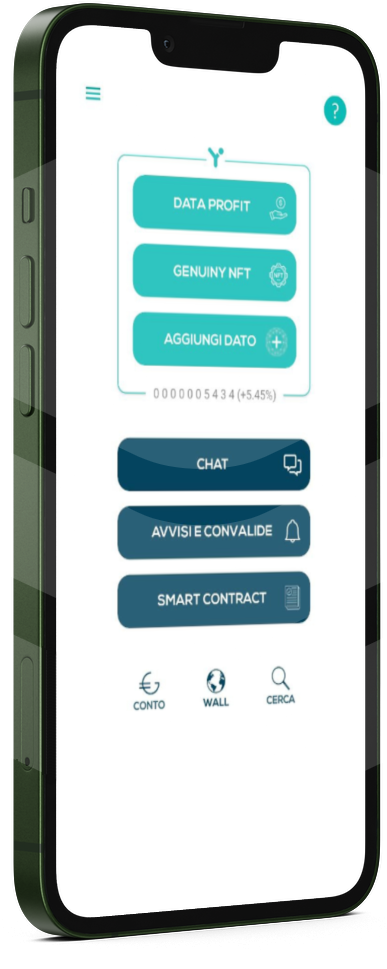 ?
DATA PROFIT
GENUINY NFT
NFT
AGGIUNGI DATO
0000005434 (+5.45%)
CHAT
AVVISI E CONVALIDE
SMART CONTRACT
CONTO
WALL
CERCA